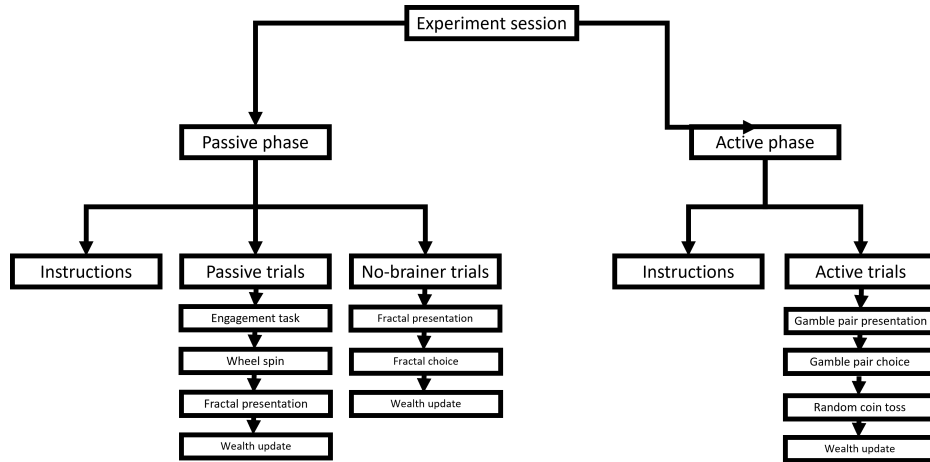 Experiment session
Passive phase
Active phase
Instructions
Passive trials
No-brainer trials
Instructions
Active trials
Engagement task
Wheel spin
Fractal presentation
Wealth update
Fractal presentation
Fractal choice
Wealth update
Gamble pair presentation
Gamble pair choice
Random coin toss
Wealth update